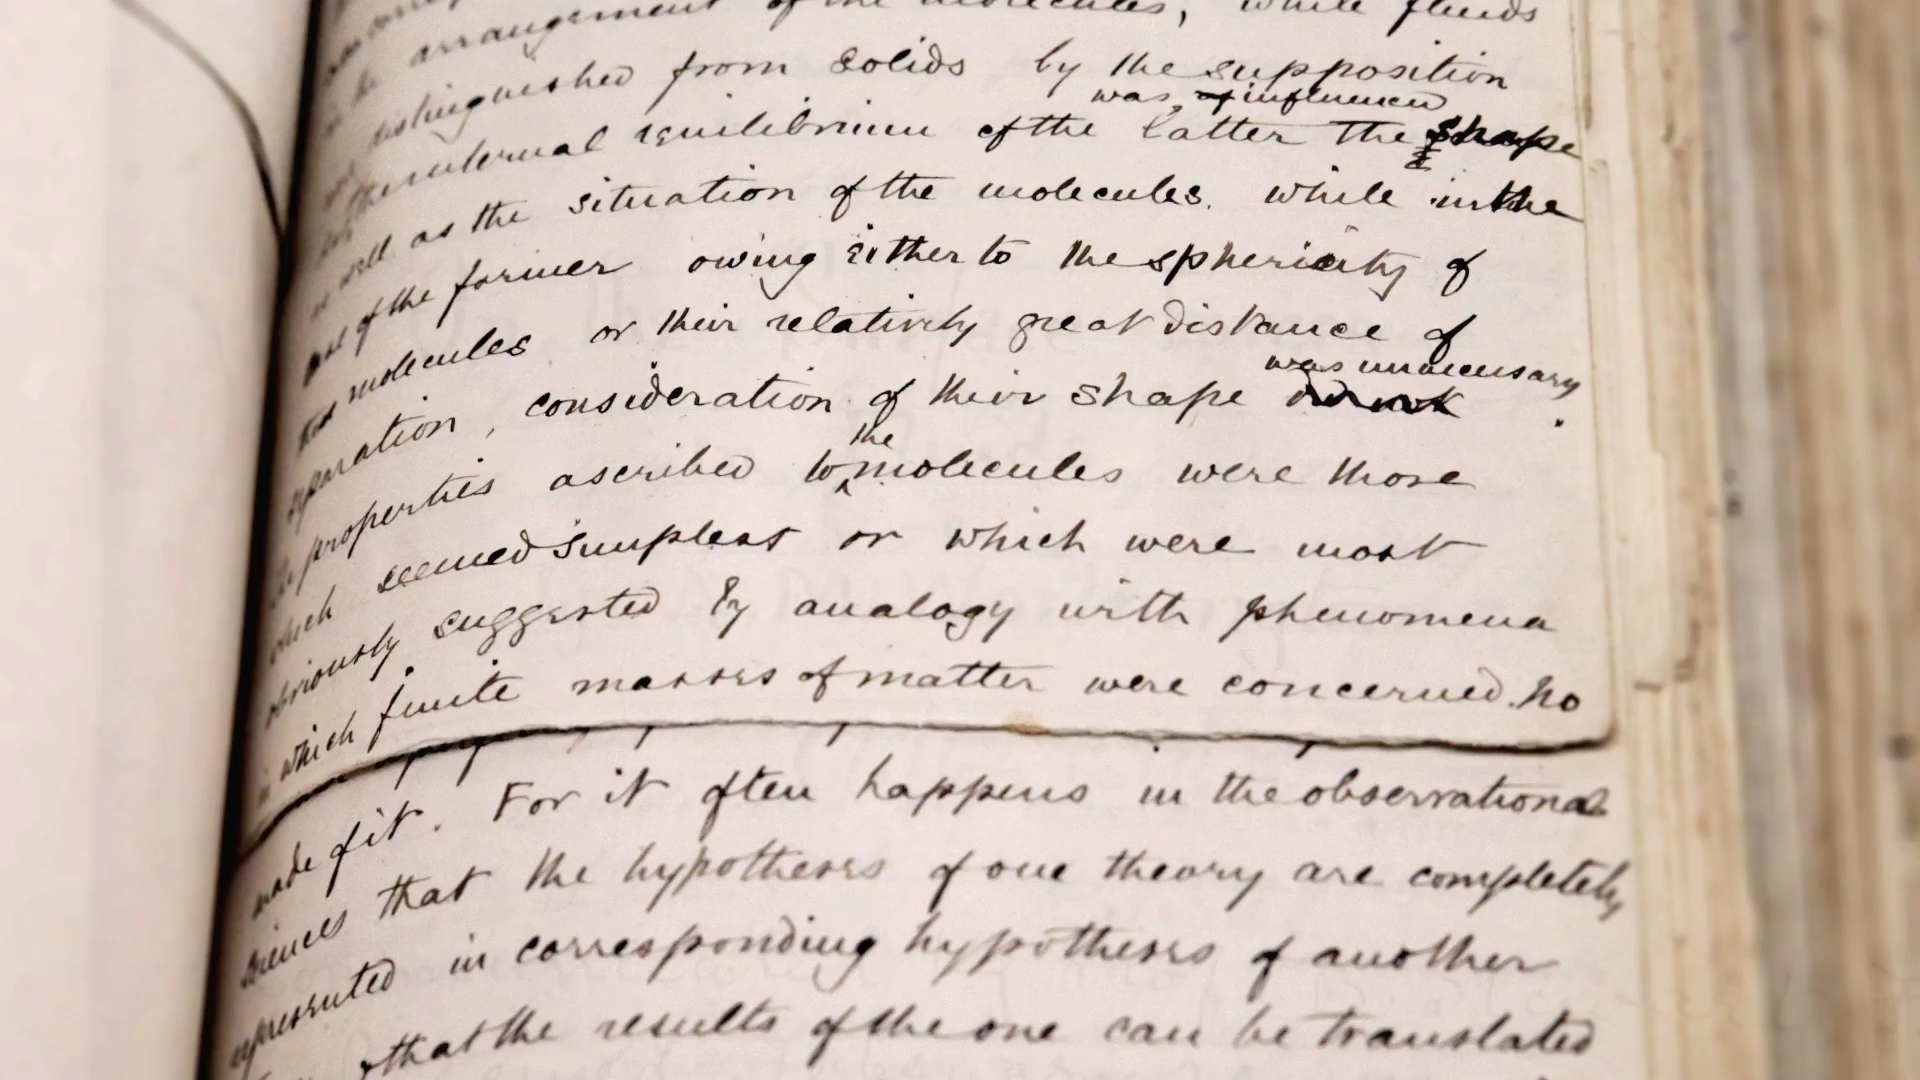 arrangement of the molecules, while fluids
distinguished from solids by the supposition
was influenced
the internal equilibrium of the latter the shape
as well as the situation of the molecules. while in the
case of the former owing either to the sphericity of
the molecules or their relatively great distance of
was unnecessary
separation, consideration of their shape .
the
The properties ascribed to molecules were those
which seemed simplest or which were most
obviously suggested by analogy with phenomena
in which finite masses of matter were concerned. No
made fit. For it often happens in the observational
sciences that the hypotheses of one theory are completely
represented in corresponding hypotheses of another
that the results of the one can be translated